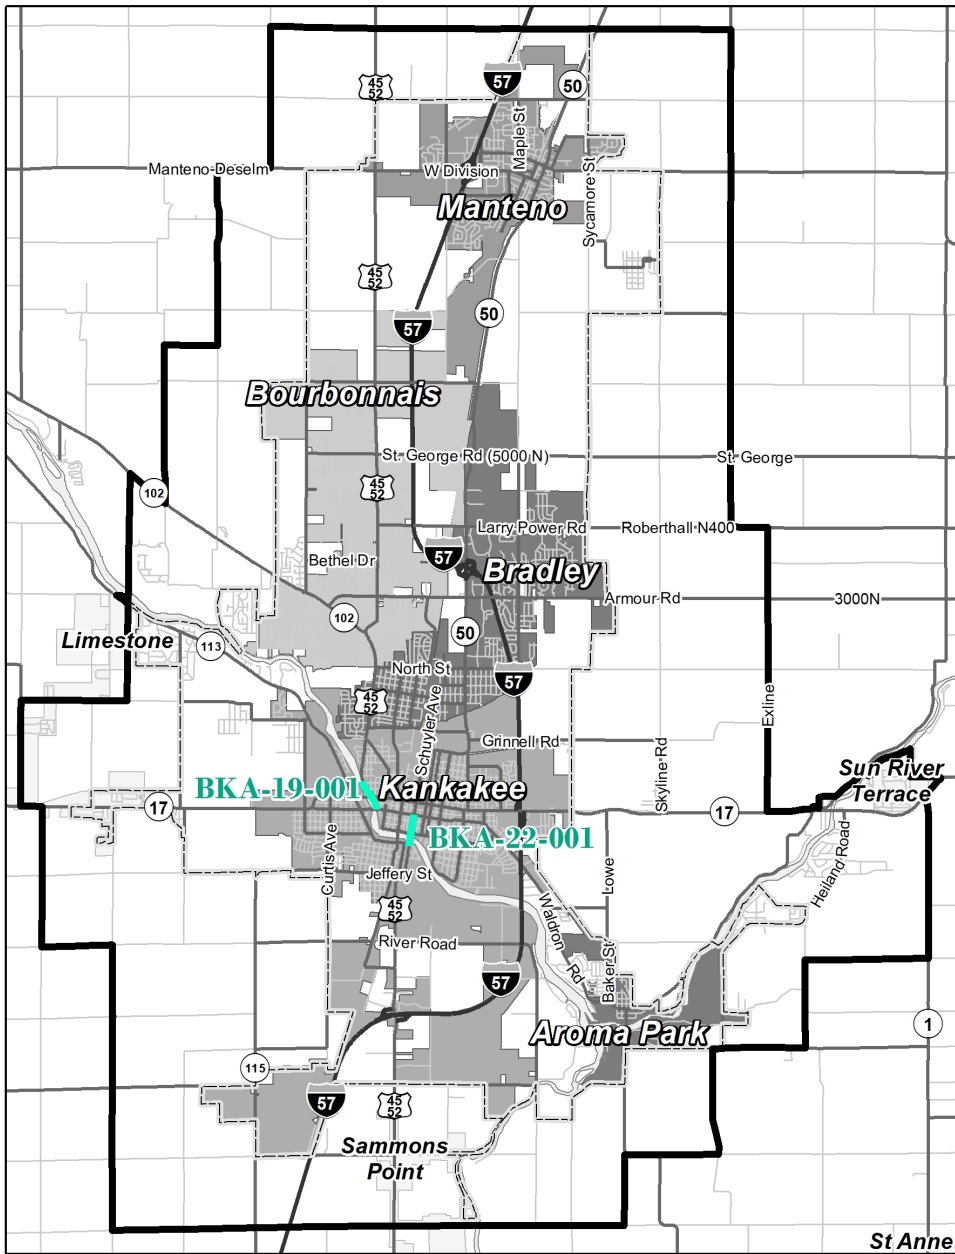 57
45
52
50
Maple St
Manteno-Deselm
W Division
Sycamore St
Manteno
45
52
50
57
Bourbonnais
St. George Rd (5000 N)
St. George
45
52
102
Larry Power Rd
Roberthall N400
57
Bethel Dr
Bradley
Armour Rd
3000N
102
Limestone
113
50
North St
57
45
52
Schuyler Ave
Exline
Grinnell Rd
Skyline Rd
Sun River
Terrace
BKA-19-001
Kankakee
17
17
BKA-22-001
Curtis Ave
Jeffery St
Lowe
Heiland Road
45
52
Waldron Rd
River Road
Baker St
57
Aroma Park
1
115
57
45
52
Sammons
Point
St Anne